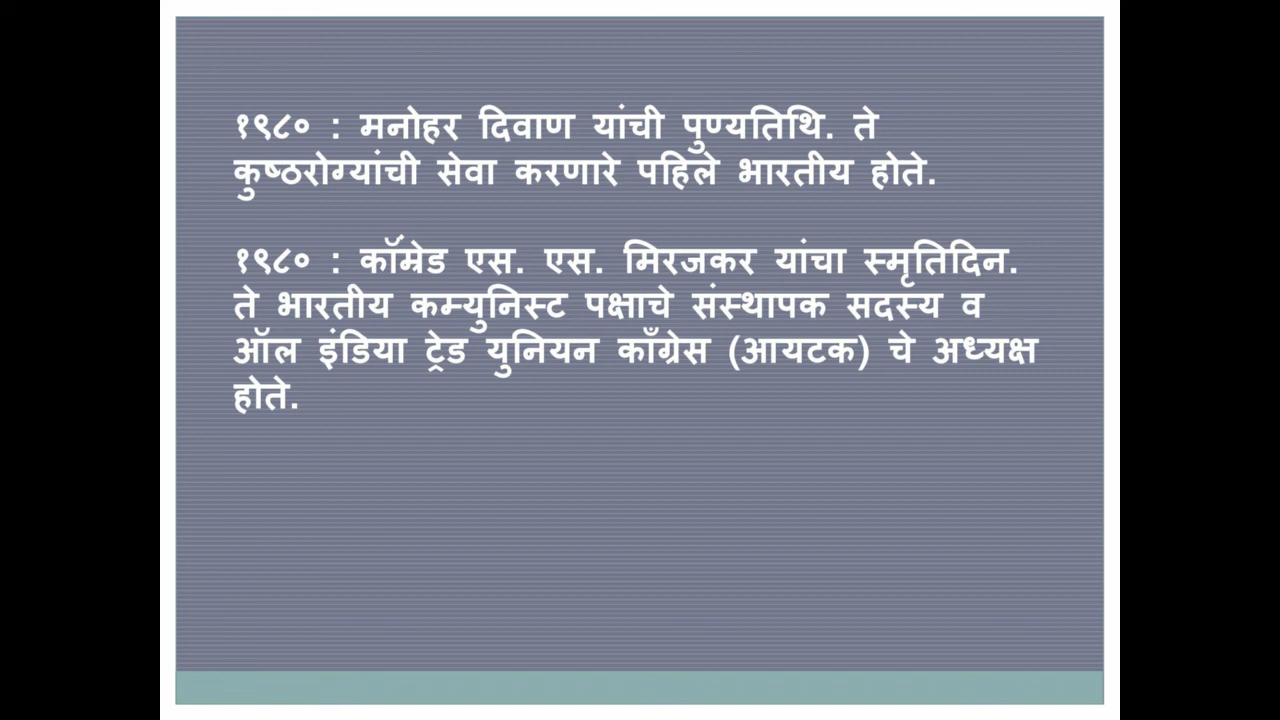 १९८० : मनोहर दिवाण यांची पुण्यतिथि. ते
कुष्ठरोग्यांची सेवा करणारे पहिले भारतीय होते.
१९८० : कॉम्रेड एस. एस. मिरजकर यांचा स्मृतिदिन.
ते भारतीय कम्युनिस्ट पक्षाचे संस्थापक सदस्य व
ऑल इंडिया ट्रेड युनियन काँग्रेस (आयटक) चे अध्यक्ष
होते.